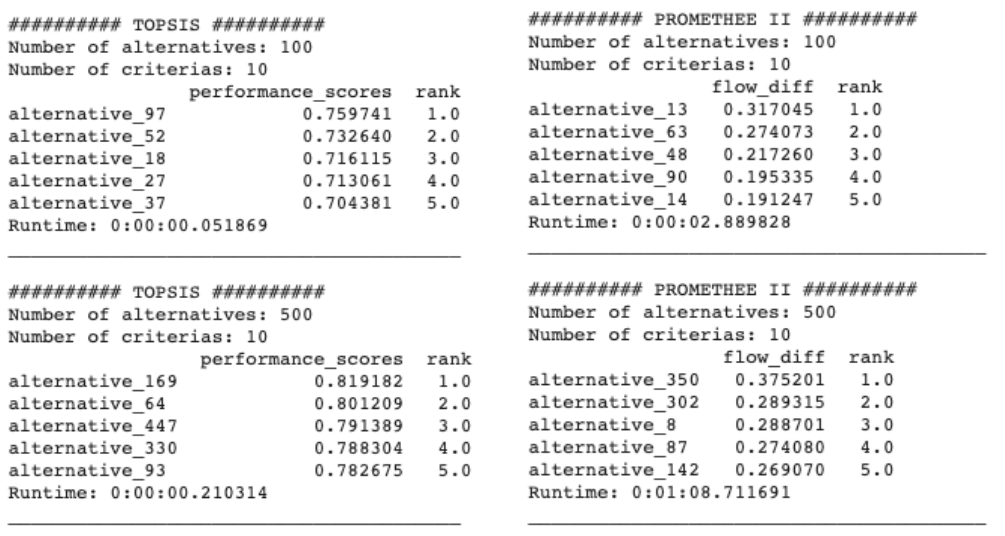 ########## TOPSIS ##########
Number of alternatives: 100
Number of criterias: 10
performance_scores rank
alternative_97 0.759741 1.0
alternative_52 0.732640 2.0
alternative_18 0.716115 3.0
alternative_27 0.713061 4.0
alternative_37 0.704381 5.0
Runtime: 0:00:00.051869
########## TOPSIS ##########
Number of alternatives: 500
Number of criterias: 10
performance_scores rank
alternative_169 0.819182 1.0
alternative_64 0.801209 2.0
alternative_447 0.791389 3.0
alternative_330 0.788304 4.0
alternative_93 0.782675 5.0
Runtime: 0:00:00.210314
########## PROMETHEE II ##########
Number of alternatives: 100
Number of criterias: 10
flow_diff rank
alternative_13 0.317045 1.0
alternative_63 0.274073 2.0
alternative_48 0.217260 3.0
alternative_90 0.195335 4.0
alternative_14 0.191247 5.0
Runtime: 0:00:02.889828
########## PROMETHEE II ##########
Number of alternatives: 500
Number of criterias: 10
flow_diff rank
alternative_350 0.375201 1.0
alternative_302 0.289315 2.0
alternative_8 0.288701 3.0
alternative_87 0.274080 4.0
alternative_142 0.269070 5.0
Runtime: 0:01:08.711691